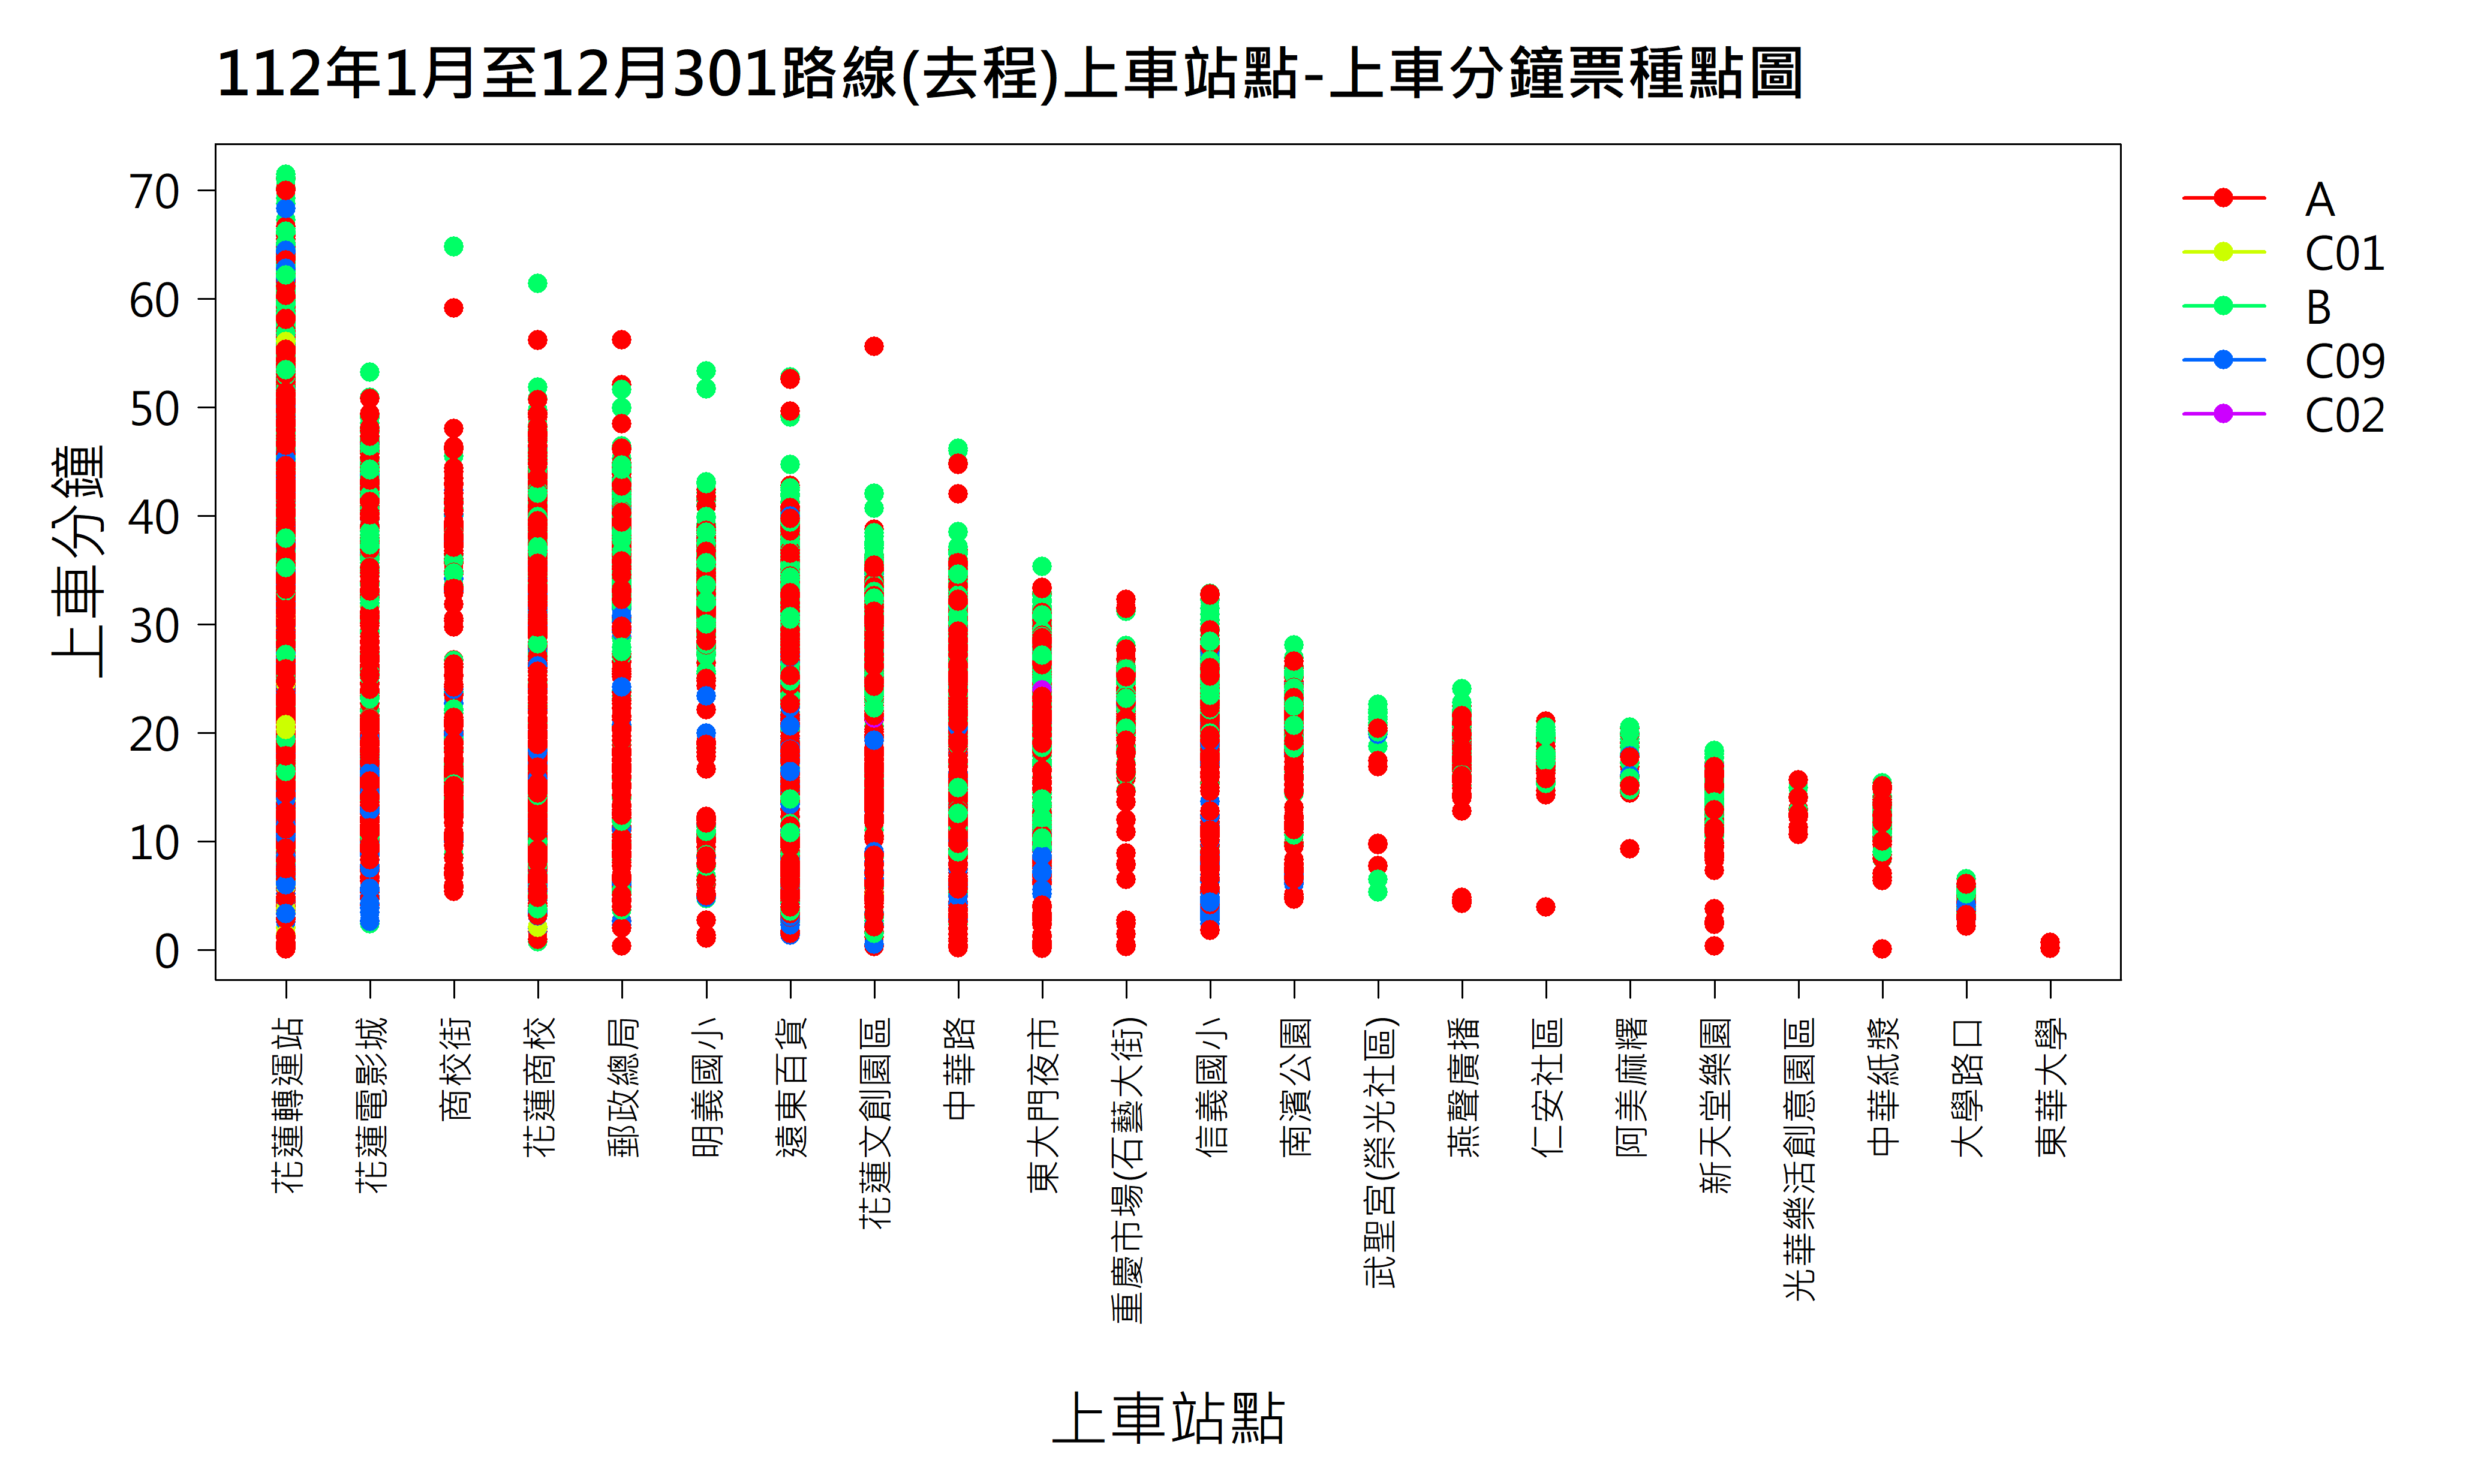 112年1月至12月301路線(去程)上車站點-上車分鐘票種點圖
上車分鐘
70
60
50
40
30
20
10
0
A
C01
B
C09
C02
花蓮轉運站
花蓮電影城
商校街
花蓮商校
郵政總局
明義國小
遠東百貨
花蓮文創園區
中華路
東大門夜市
重慶市場(石藝大街)
信義國小
南濱公園
武聖宮(榮光社區)
燕聲廣播
仁安社區
阿美麻糬
新天堂樂園
光華樂活創意園區
中華紙漿
大學路口
東華大學
上車站點